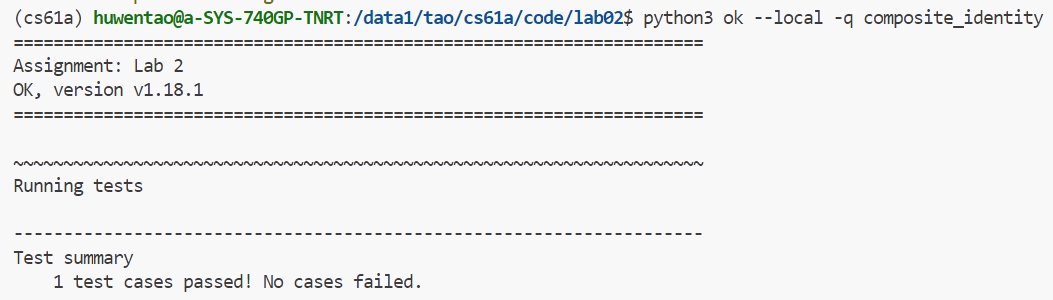 (cs61a) huwentao@a-SYS-740GP-TNRT:/data1/tao/cs61a/code/lab02$ python3 ok --local -q composite_identity
=====================================================================
Assignment: Lab 2
OK, version v1.18.1
=====================================================================
~~~~~~~~~~~~~~~~~~~~~~~~~~~~~~~~~~~~~~~~~~~~~~~~~~~~~~~~~~~~~~~~~~~~~
Running tests
---------------------------------------------------------------------
Test summary
    1 test cases passed! No cases failed.